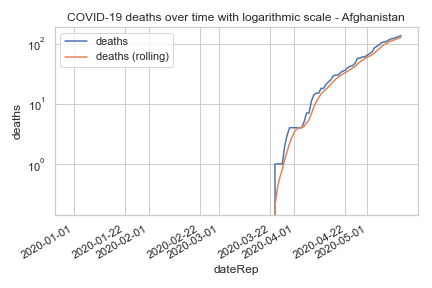 COVID-19 deaths over time with logarithmic scale - Afghanistan
deaths
deaths (rolling)
10²
10¹
10⁰
deaths
2020-01-01
2020-01-22
2020-02-01
2020-02-22
2020-03-01
2020-03-22
2020-04-01
2020-04-22
2020-05-01
dateRep